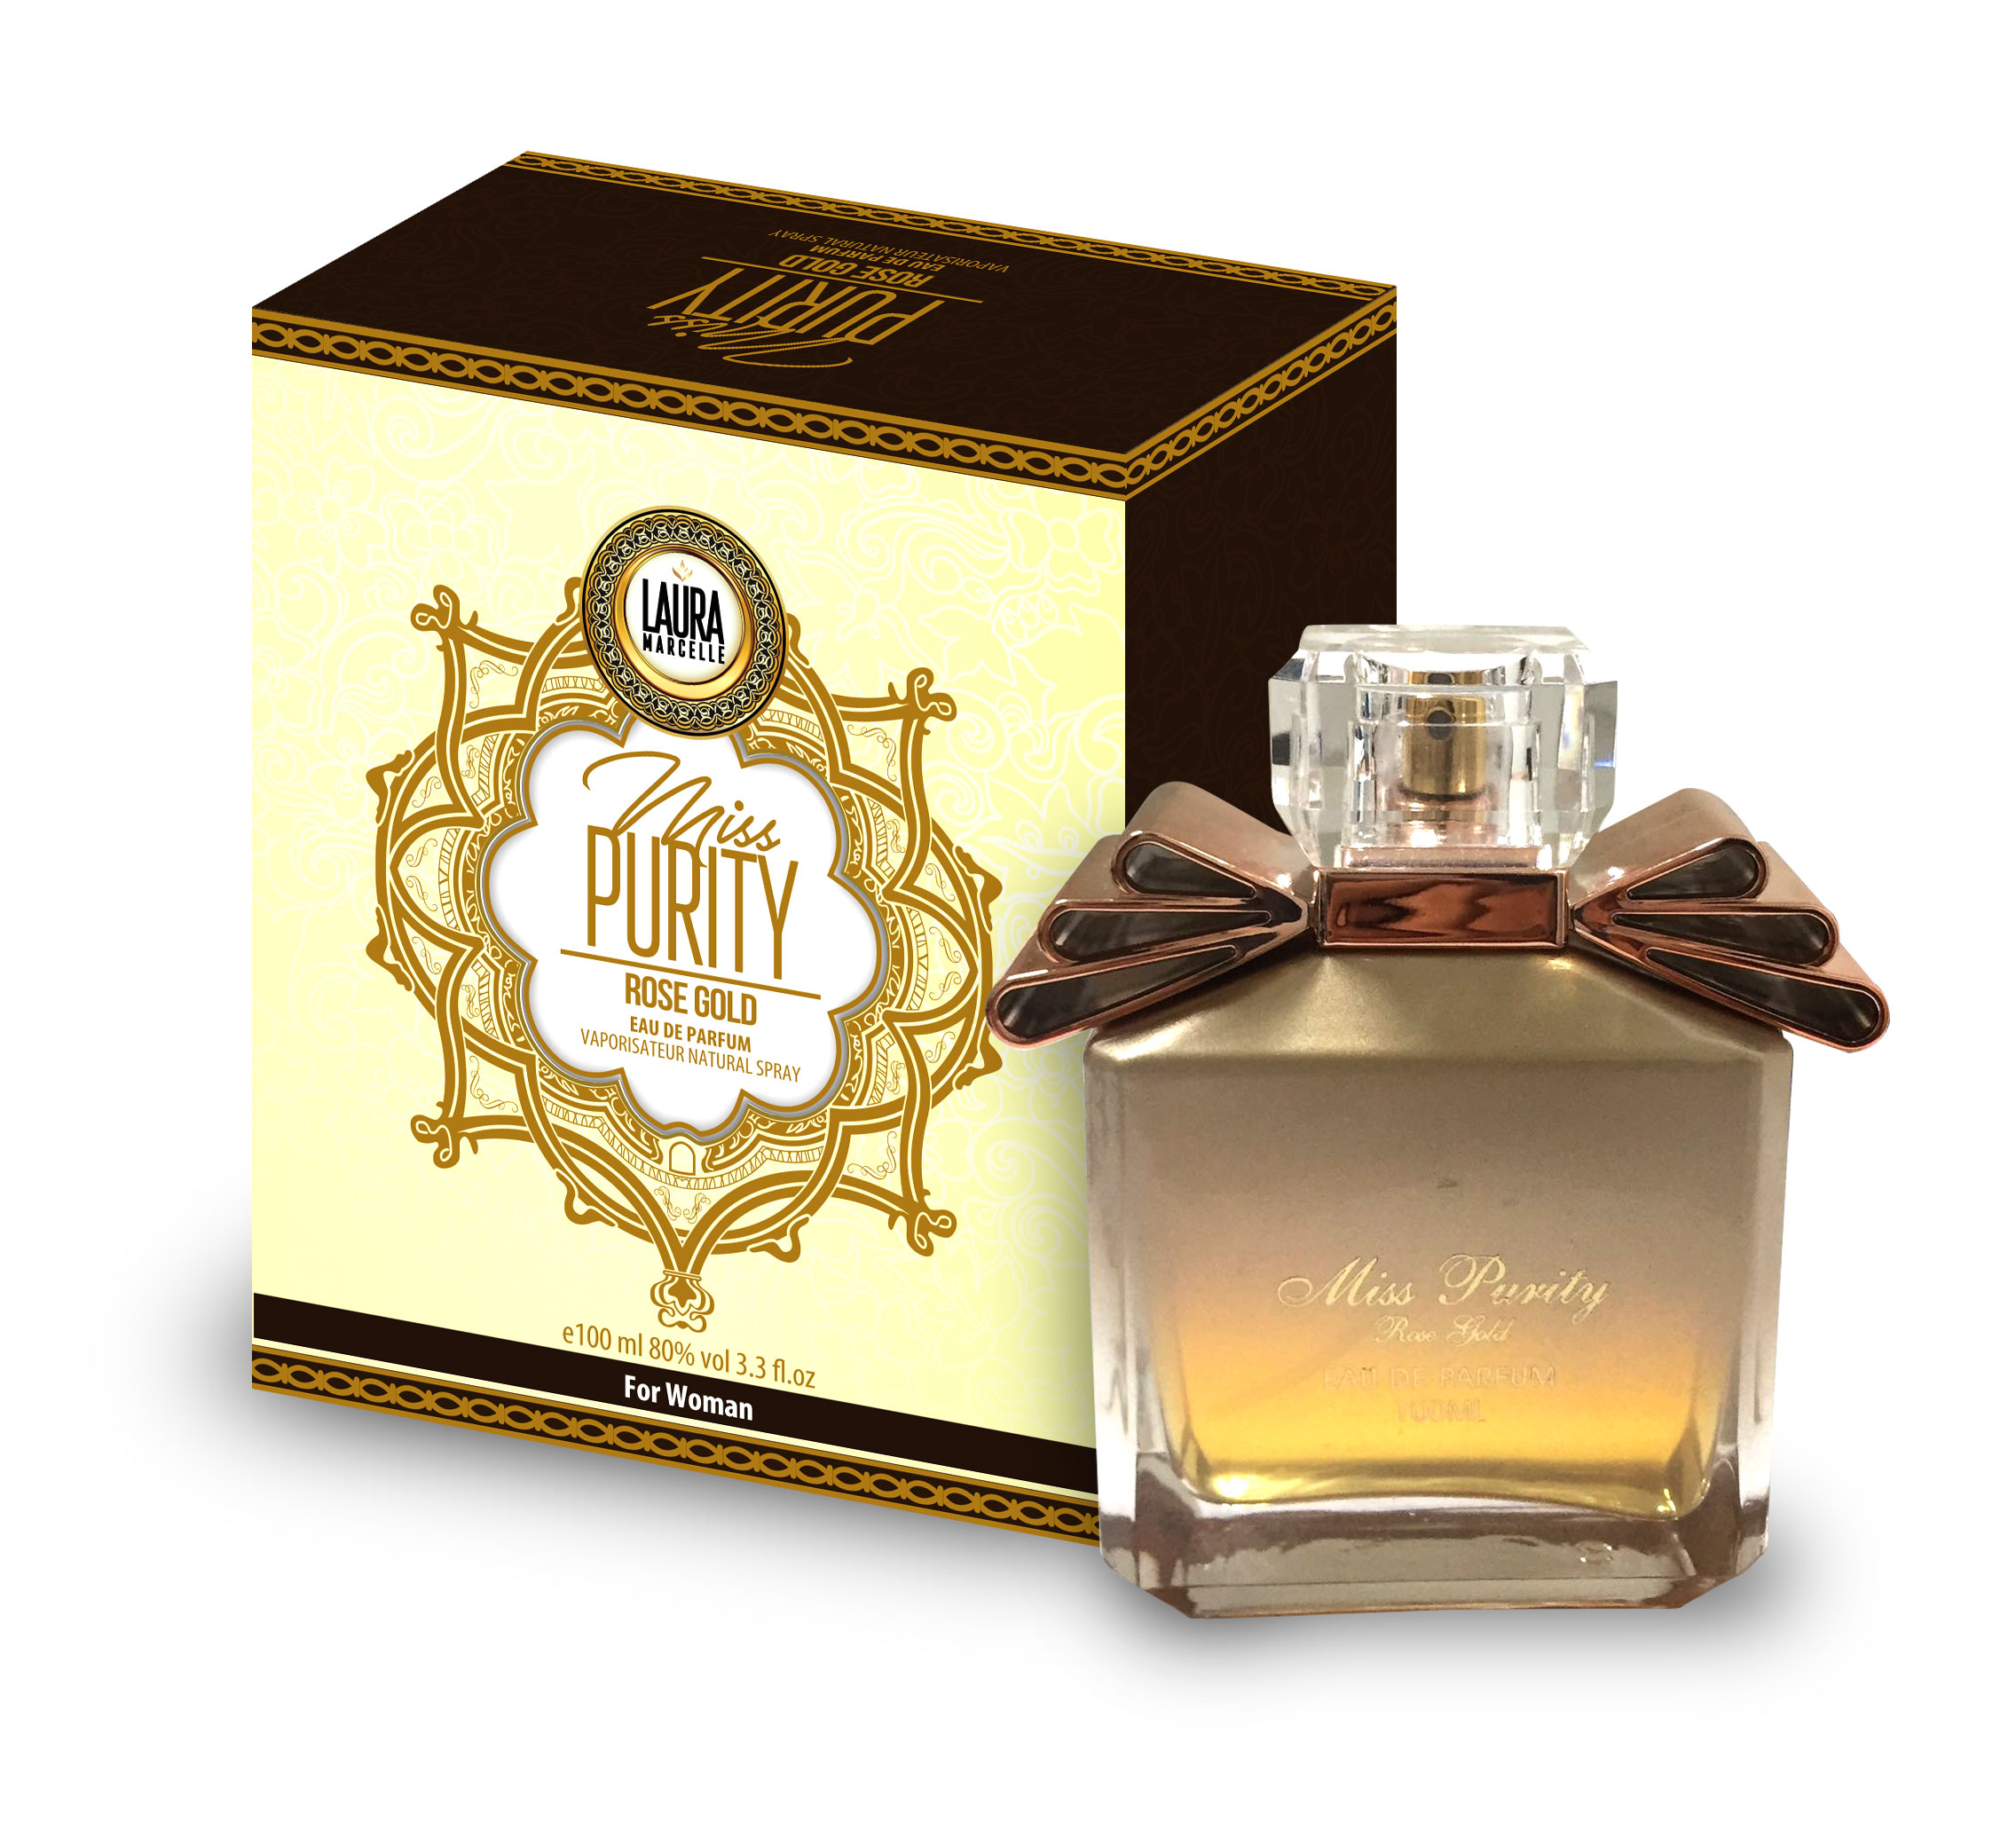 Miss
PURITY
ROSE GOLD
EAU DE PARFUM
VAPORISATEUR NATURAL SPRAY
LAURA
MARCELLE
Miss
PURITY
ROSE GOLD
EAU DE PARFUM
VAPORISATEUR NATURAL SPRAY
e100 ml 80% vol 3.3 fl.oz
For Woman
Miss Purity
Rose Gold
EAU DE PARFUM
100ML